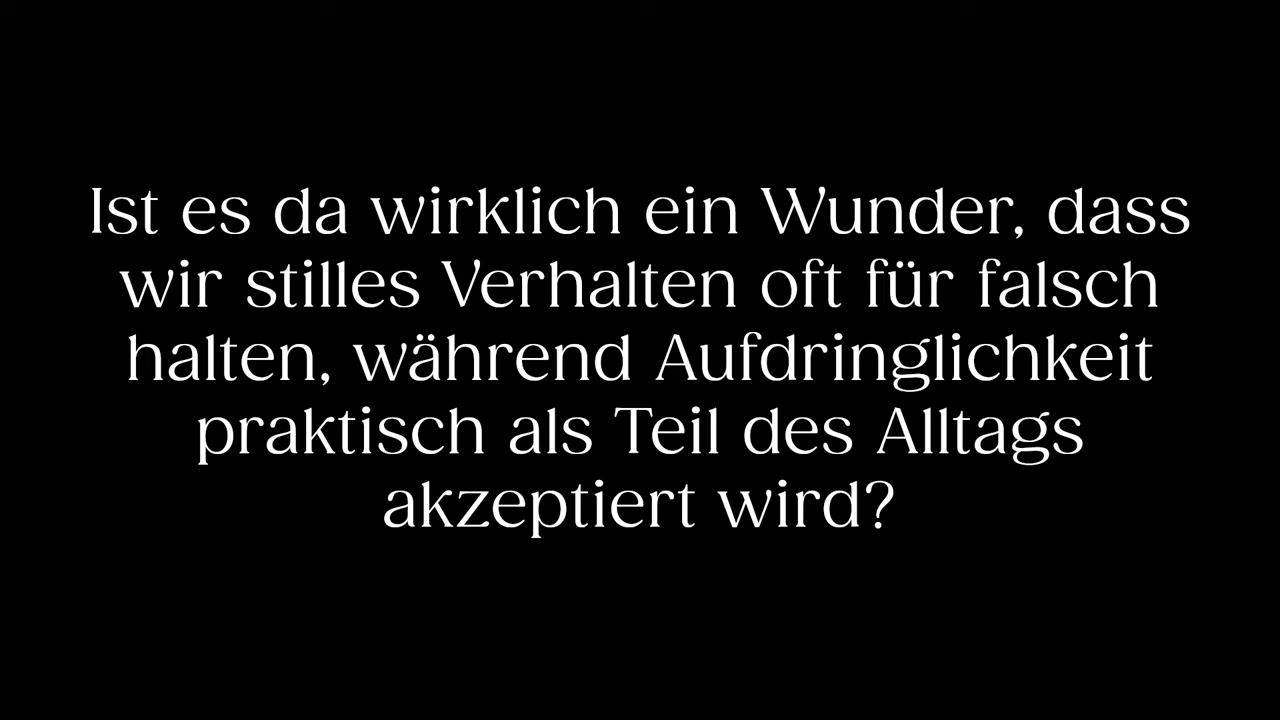 Ist es da wirklich ein Wunder, dass
wir stilles Verhalten oft für falsch
halten, während Aufdringlichkeit
praktisch als Teil des Alltags
akzeptiert wird?